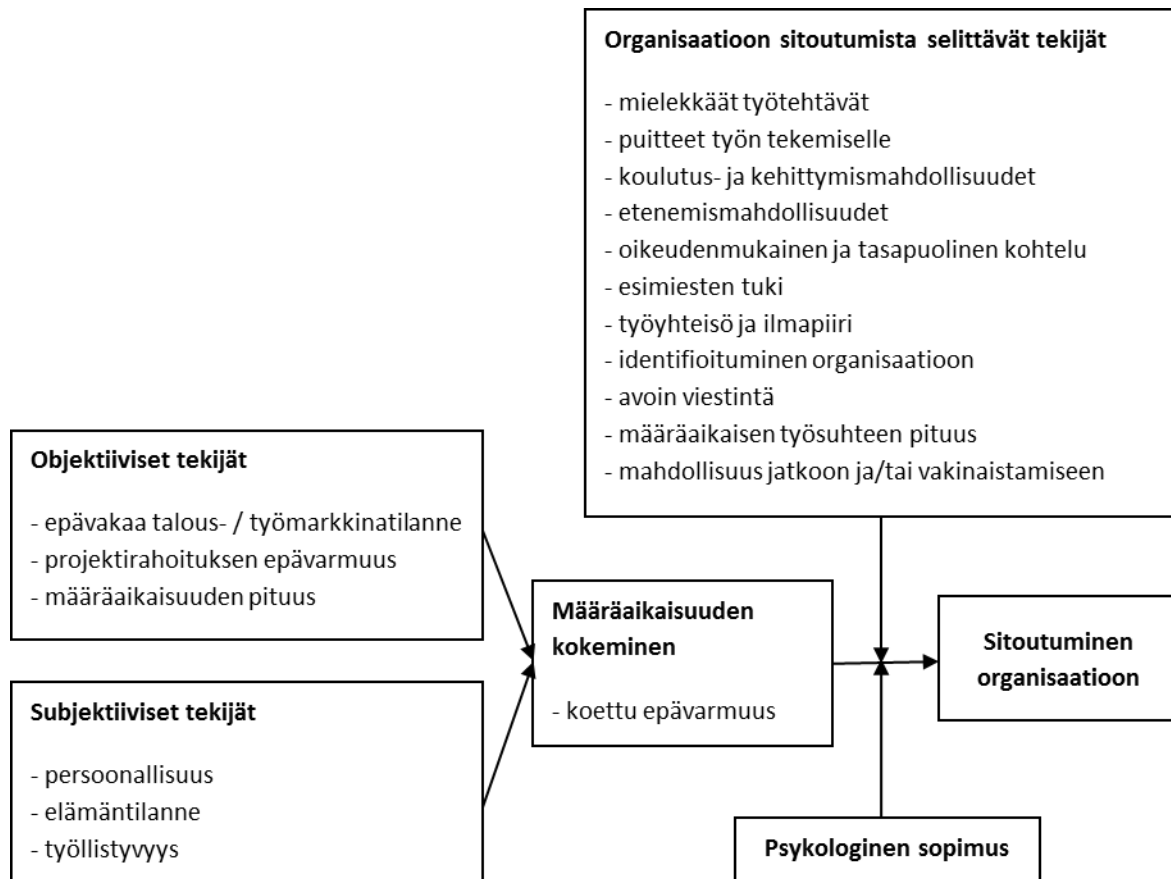 Organisaatioon sitoutumista selittävät tekijät
- mielekkäät työtehtävät
- puitteet työn tekemiselle
- koulutus- ja kehittymismahdollisuudet
- etenemismahdollisuudet
- oikeudenmukainen ja tasapuolinen kohtelu
- esimiesten tuki
- työyhteisö ja ilmapiiri
- identifioituminen organisaatioon
- avoin viestintä
- määräaikaisen työsuhteen pituus
- mahdollisuus jatkoon ja/tai vakinaistamiseen
Objektiiviset tekijät
- epävakaa talous- / työmarkkinatilanne
- projektirahoituksen epävarmuus
- määräaikaisuuden pituus
Subjektiiviset tekijät
- persoonallisuus
- elämäntilanne
- työllistyvyys
Määräaikaisuuden
kokeminen
- koettu epävarmuus
Sitoutuminen
organisaatioon
Psykologinen sopimus